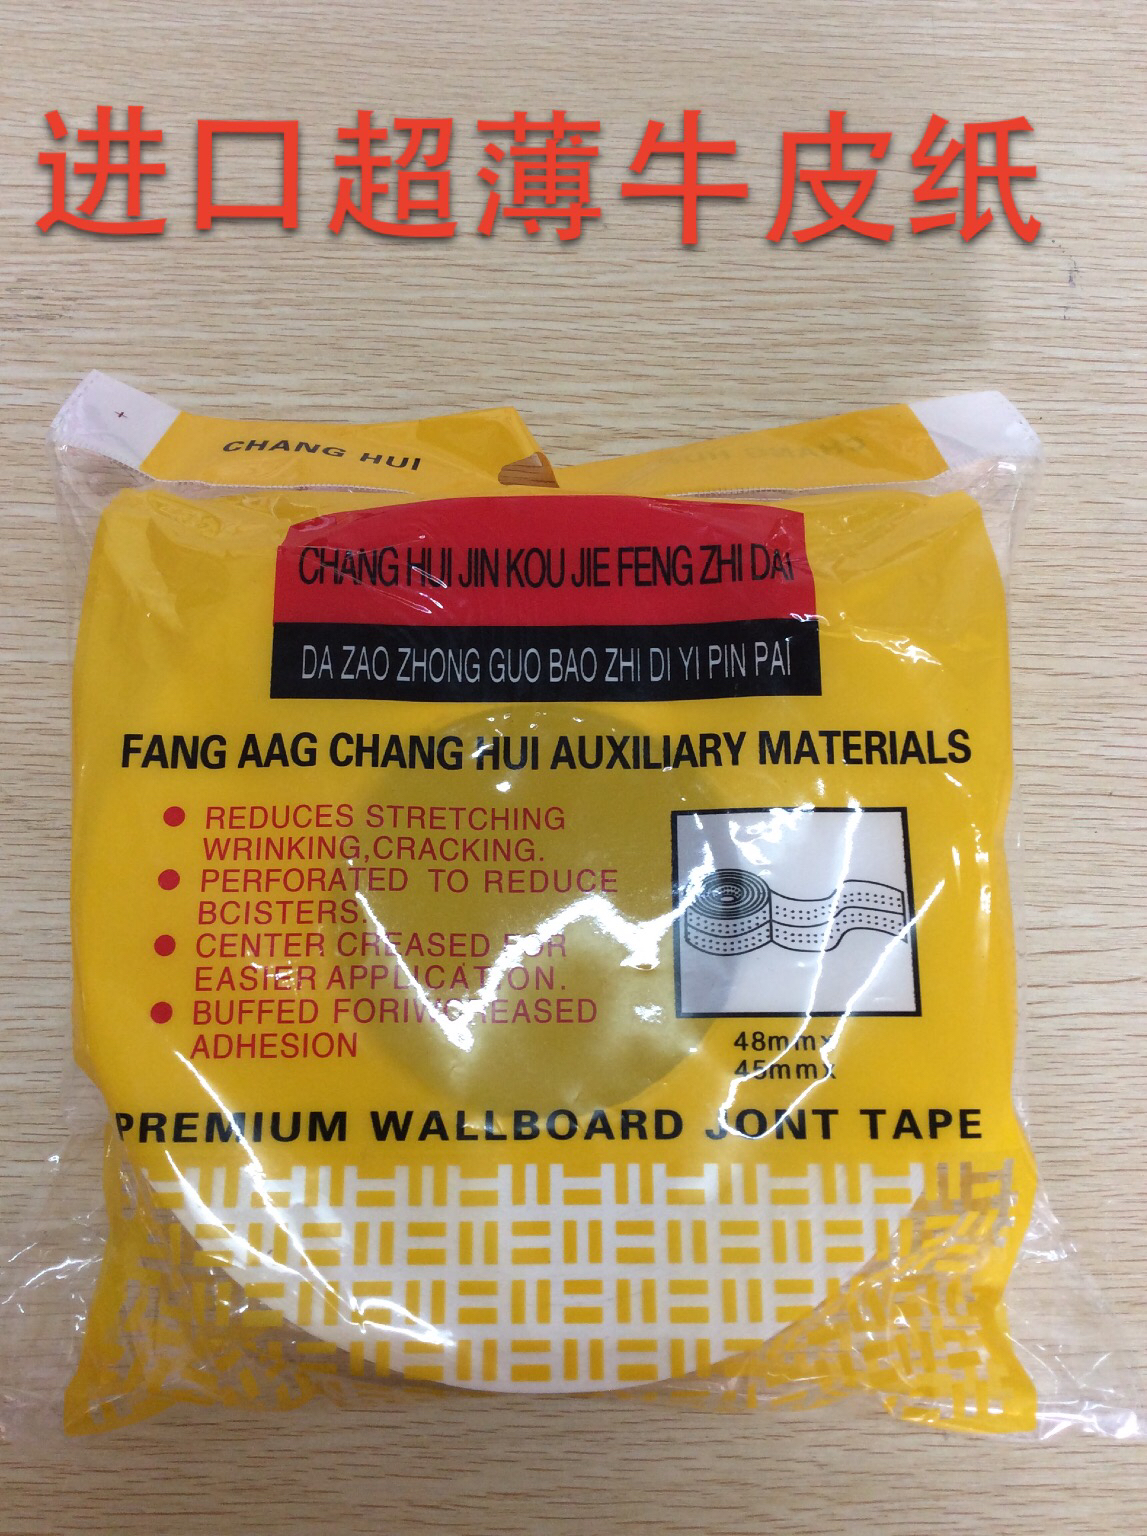 进口超薄牛皮纸
CHANG HUI
CHANG HUI JIN KOU JIE FENG ZHI DAI
DA ZAO ZHONG GUO BAO ZHI DI YI PIN PAI
FANG AAG CHANG HUI AUXILIARY MATERIALS
● REDUCES STRETCHING
WRINKING,CRACKING.
● PERFORATED TO REDUCE
BCISTERS.
● CENTER CREASED FOR
EASIER APPLICATION.
● BUFFED FORIWCREASED
ADHESION
48mmx
45mmx
PREMIUM WALLBOARD JONT TAPE